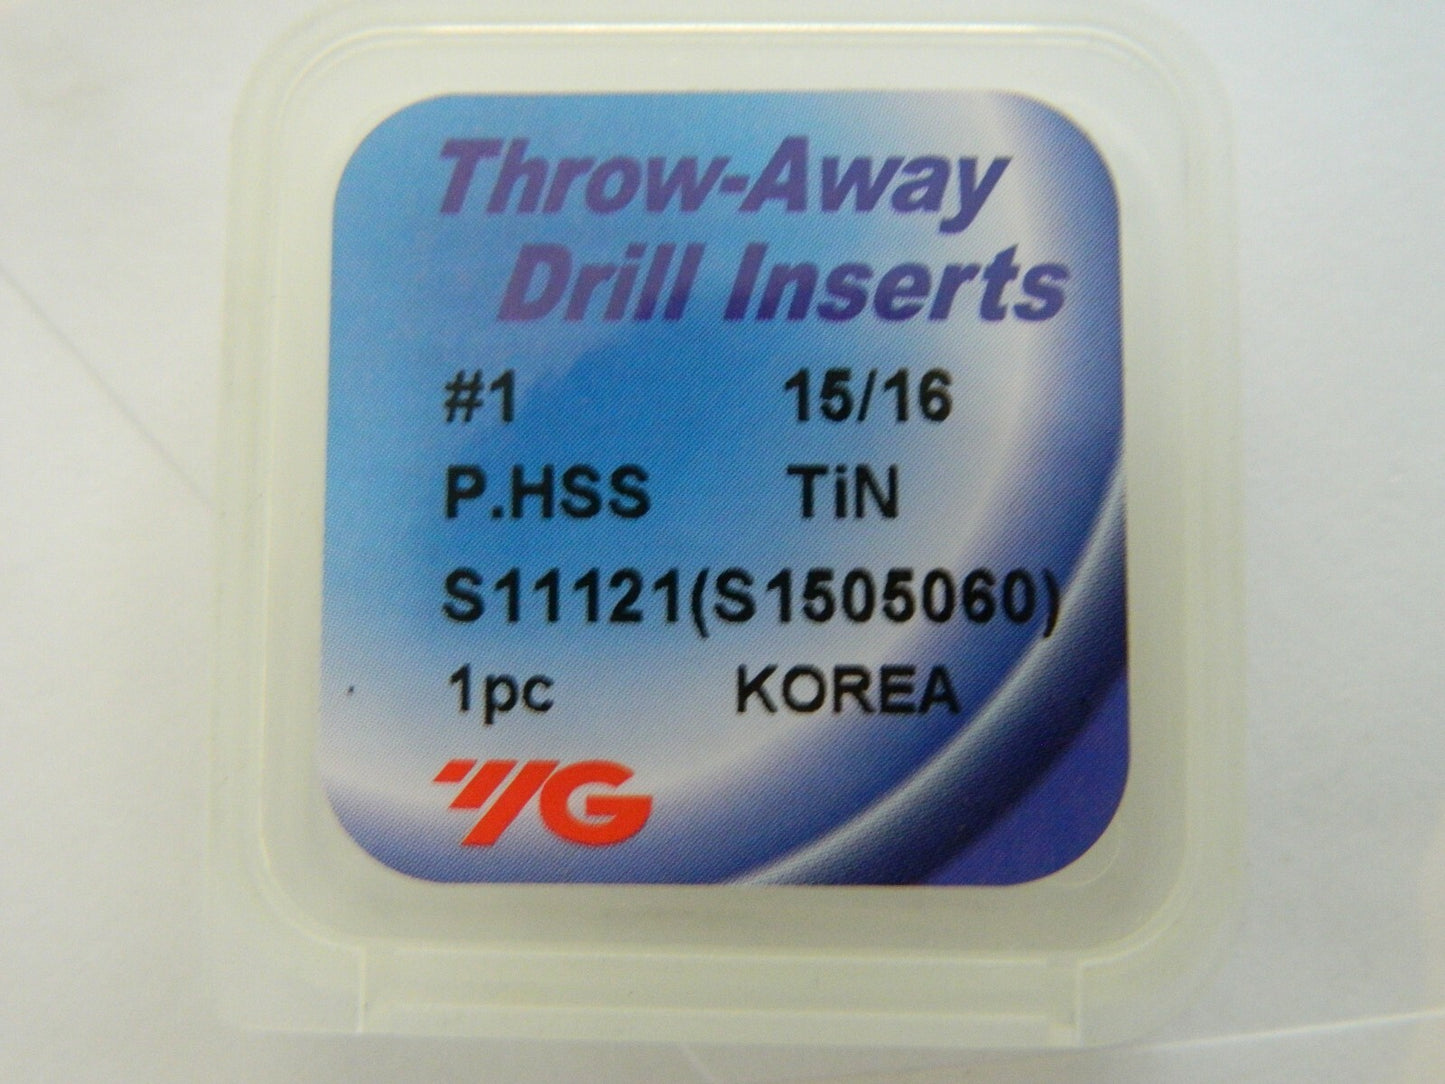 Throw-Away
Drill Inserts
#1 15/16
P.HSS TiN
S11121(S1505060)
1pc KOREA
YG